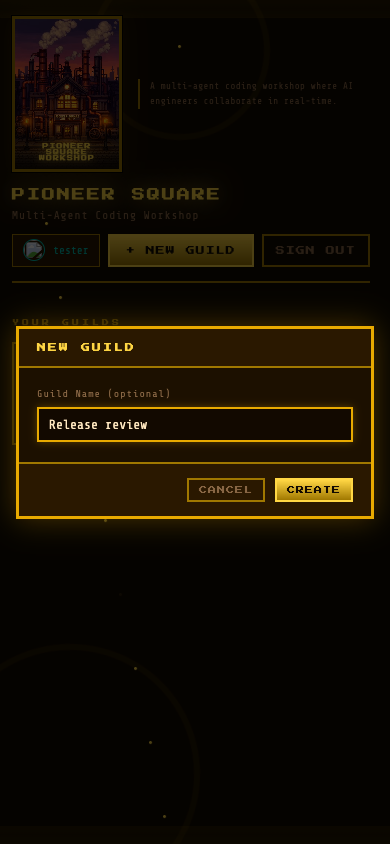 PIONEER
SQUARE
WORKSHOP
A multi-agent coding workshop where AI
engineers collaborate in real-time.
PIONEER SQUARE
Multi-Agent Coding Workshop
tester
+ NEW GUILD
SIGN OUT
YOUR GUILDS
NEW GUILD
Guild Name (optional)
Release review
CANCEL
CREATE